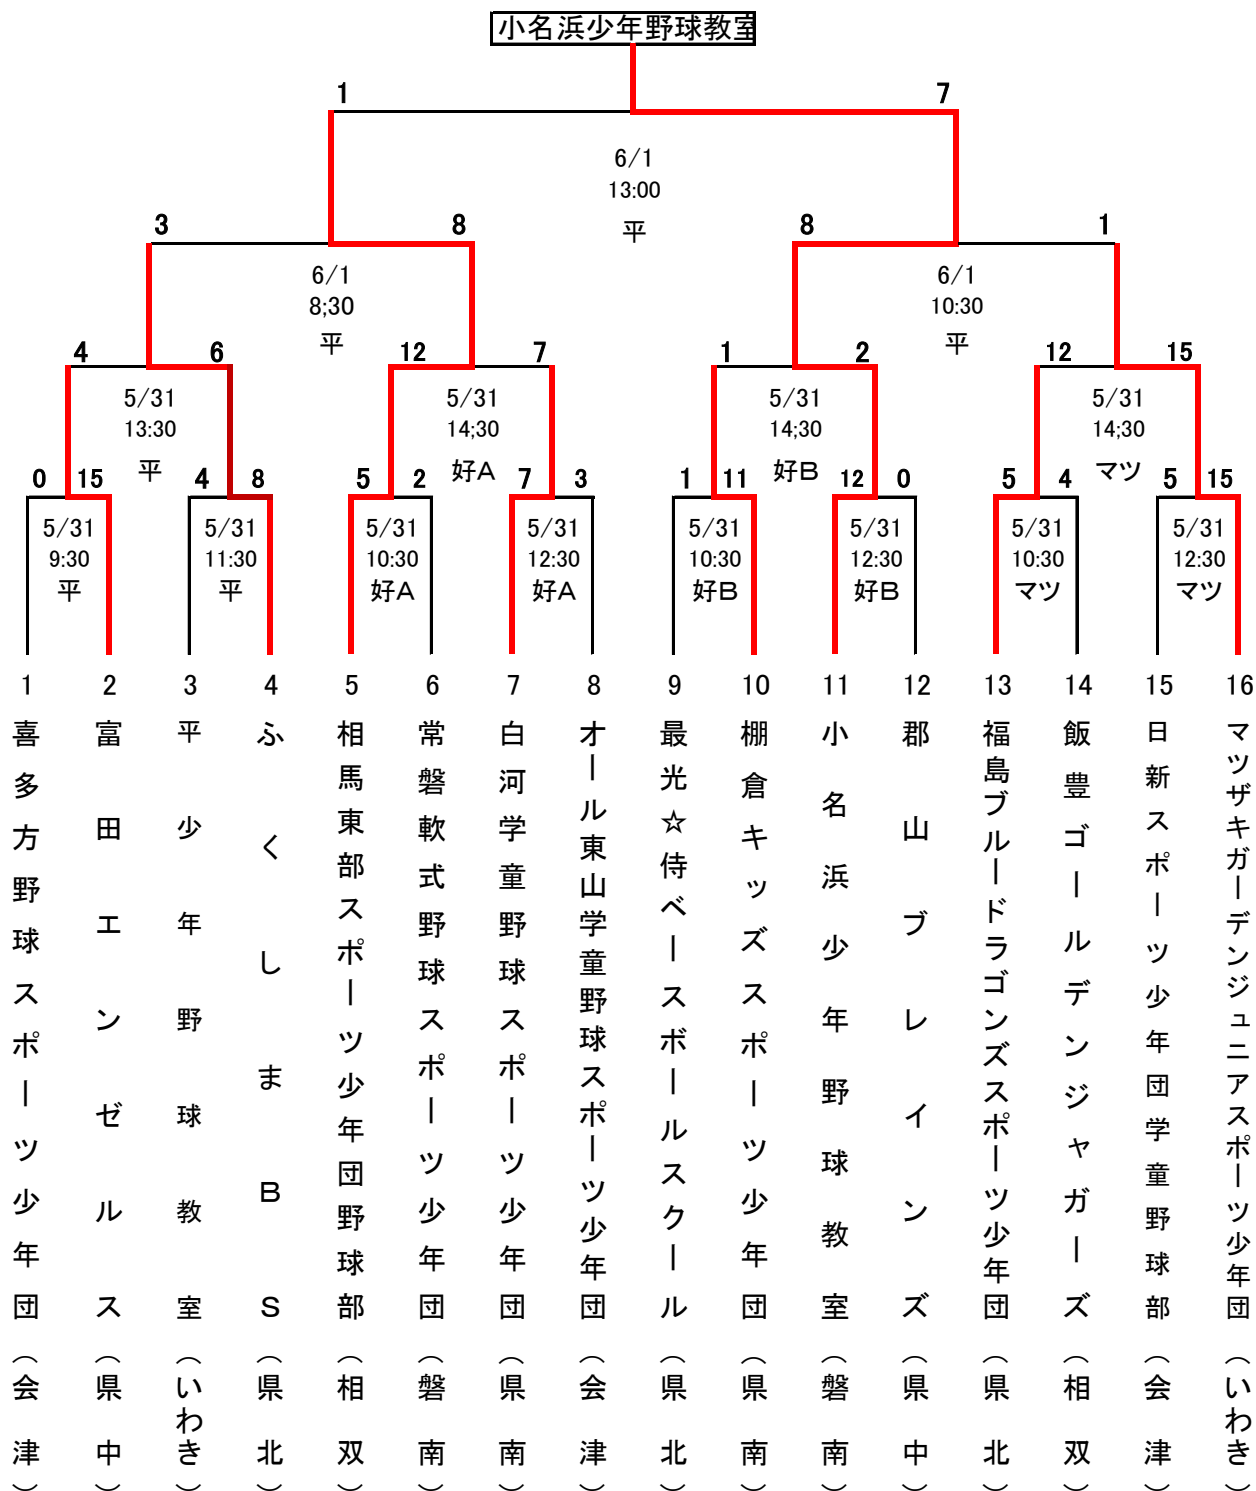 小名浜少年野球教室
1
7
6/1
13:00
平
3
8
8
1
6/1
8;30
平
6/1
10:30
平
4
6
12
7
1
2
12
15
5/31
13:30
平
5/31
14;30
好A
5/31
14;30
好B
5/31
14;30
マツ
0
15
4
8
5
2
7
3
1
11
12
0
5
4
5
15
5/31
9:30
平
5/31
11:30
平
5/31
10:30
好A
5/31
12:30
好A
5/31
10:30
好B
5/31
12:30
好B
5/31
10:30
マツ
5/31
12:30
マツ
1
喜多方野球スポーツ少年団(会津)
2
富田エンゼルス(県中)
3
平少年野球教室(いわき)
4
ふくしまBS(県北)
5
相馬東部スポーツ少年団野球部(相双)
6
常磐軟式野球スポーツ少年団(磐南)
7
白河学童野球スポーツ少年団(県南)
8
オール東山学童野球スポーツ少年団(会津)
9
最光☆侍ベースボールスクール(県北)
10
棚倉キッズスポーツ少年団(県南)
11
小名浜少年野球教室(磐南)
12
郡山ブレインズ(県中)
13
福島ブルードラゴンズスポーツ少年団(県北)
14
飯豊ゴールデンジャガーズ(相双)
15
日新スポーツ少年団学童野球部(会津)
16
マツザキガーデンジュニアスポーツ少年団(いわき)